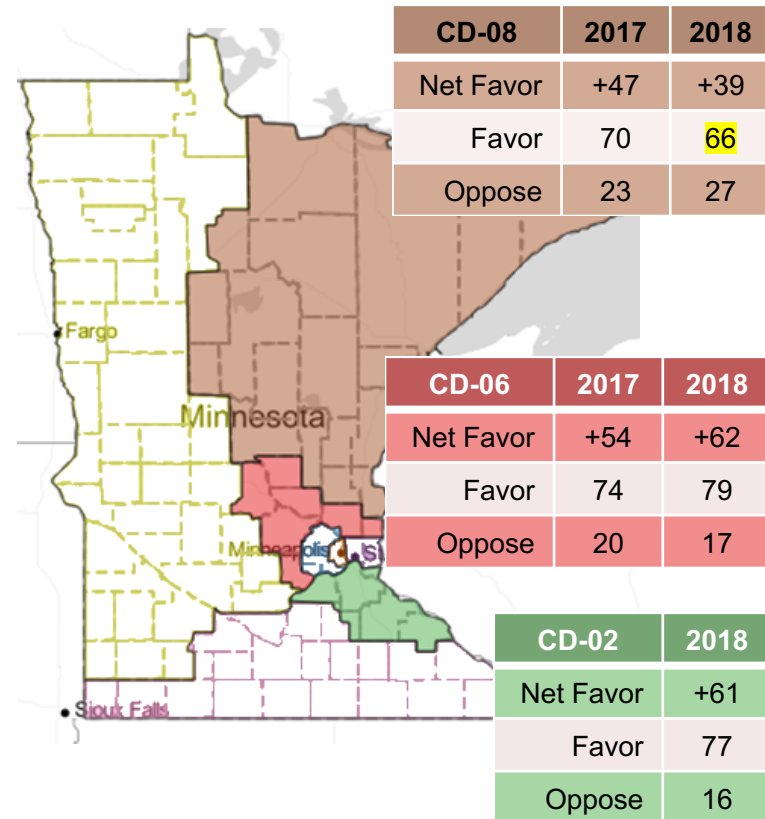 CD-08 2017 2018
Net Favor +47 +39
Favor 70 66
Oppose 23 27
Fargo
CD-06 2017 2018
Minnesota
Net Favor +54 +62
Favor 74 79
Oppose 20 17
Minneapolis
CD-02 2018
Net Favor +61
Sioux Falls
Favor 77
Oppose 16